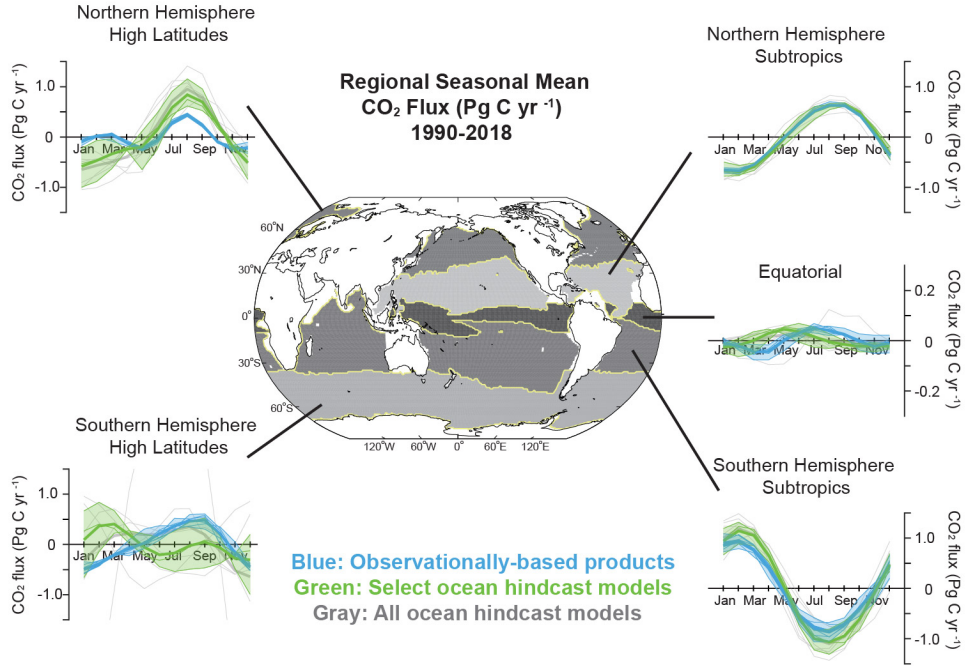 Northern Hemisphere
High Latitudes
CO₂ flux (Pg C yr⁻¹)
1.0
0
-1.0
Jan Mar May Jul Sep Nov
Regional Seasonal Mean
CO₂ Flux (Pg C yr ⁻¹)
1990-2018
Northern Hemisphere
Subtropics
CO₂ flux (Pg C yr⁻¹)
1.0
0
-1.0
Jan Mar May Jul Sep Nov
60°N
30°N
0°
30°S
60°S
120°W 60°W 0° 60°E 120°E
Equatorial
CO₂ flux (Pg C yr⁻¹)
0.2
0
-0.2
Jan Mar May Jul Sep Nov
Southern Hemisphere
High Latitudes
CO₂ flux (Pg C yr⁻¹)
1.0
0
-1.0
Jan Mar May Jul Sep Nov
Southern Hemisphere
Subtropics
CO₂ flux (Pg C yr⁻¹)
1.0
0
-1.0
Jan Mar May Jul Sep Nov
Blue: Observationally-based products
Green: Select ocean hindcast models
Gray: All ocean hindcast models